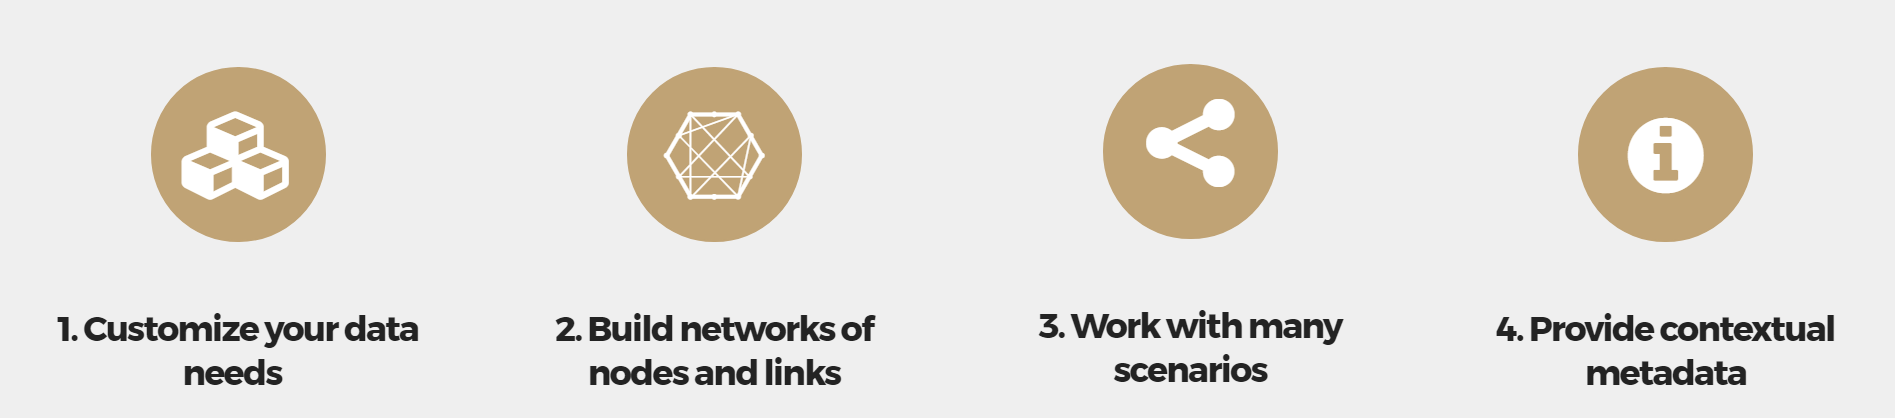 1. Customize your data
needs
2. Build networks of
nodes and links
3. Work with many
scenarios
4. Provide contextual
metadata